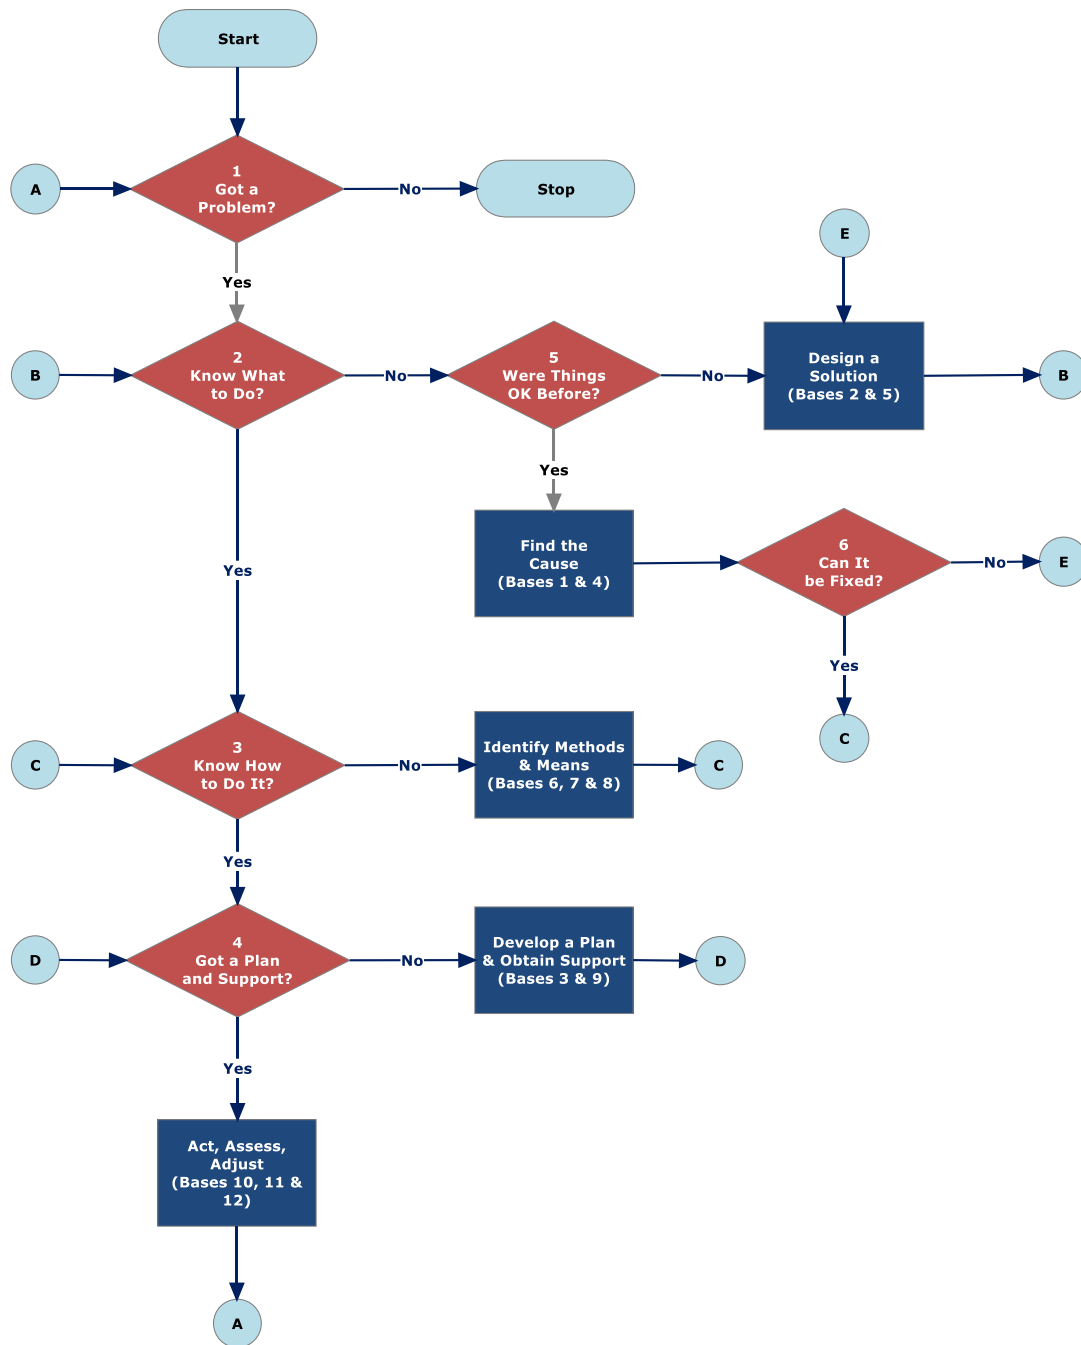 Start
A
1
Got a
Problem?
No
Stop
Yes
E
B
2
Know What
to Do?
No
5
Were Things
OK Before?
No
Design a
Solution
(Bases 2 & 5)
B
Yes
Yes
Find the
Cause
(Bases 1 & 4)
6
Can It
be Fixed?
No
E
Yes
C
C
3
Know How
to Do It?
No
Identify Methods
& Means
(Bases 6, 7 & 8)
C
Yes
D
4
Got a Plan
and Support?
No
Develop a Plan
& Obtain Support
(Bases 3 & 9)
D
Yes
Act, Assess,
Adjust
(Bases 10, 11 &
12)
A